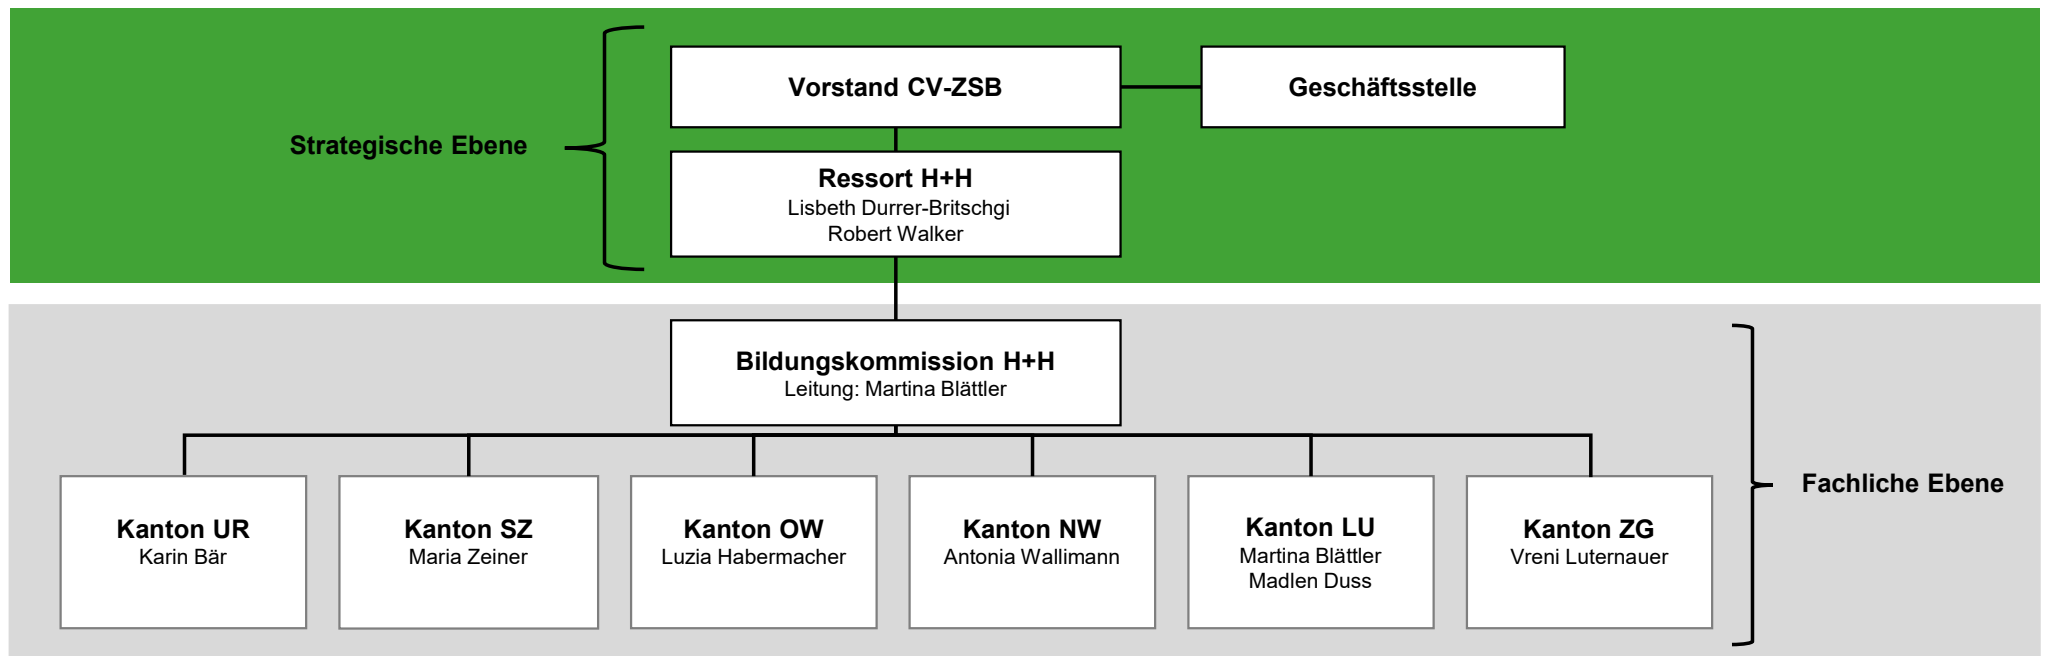 Vorstand CV-ZSB
Geschäftsstelle
Strategische Ebene
Ressort H+H
Lisbeth Durrer-Britschgi
Robert Walker
Bildungskommission H+H
Leitung: Martina Blättler
Fachliche Ebene
Kanton UR
Karin Bär
Kanton SZ
Maria Zeiner
Kanton OW
Luzia Habermacher
Kanton NW
Antonia Wallimann
Kanton LU
Martina Blättler
Madlen Duss
Kanton ZG
Vreni Luternauer